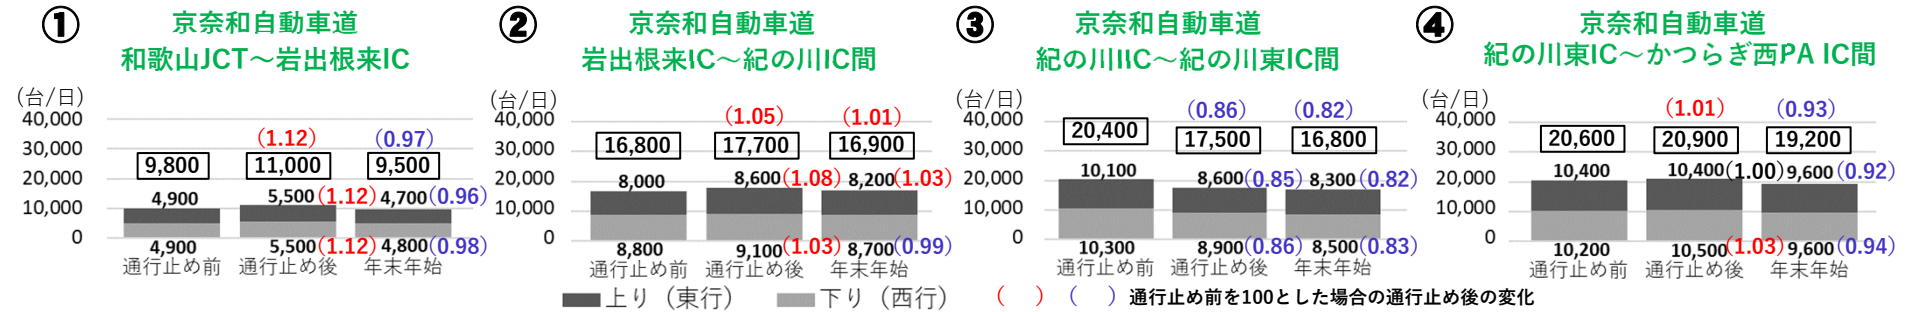 ①
京奈和自動車道
和歌山JCT～岩出根来IC
(台/日)
40,000
30,000
20,000
10,000
0
（1.12）
（0.97）
9,800
11,000
9,500
4,900
5,500（1.12）
4,700（0.96）
4,900
5,500（1.12）
4,800（0.98）
通行止め前
通行止め後
年末年始
②
京奈和自動車道
岩出根来IC～紀の川IC間
(台/日)
40,000
30,000
20,000
10,000
0
（1.05）
（1.01）
16,800
17,700
16,900
8,000
8,600（1.08）
8,200（1.03）
8,800
9,100（1.03）
8,700（0.99）
通行止め前
通行止め後
年末年始
③
京奈和自動車道
紀の川IIC～紀の川東IC間
(台/日)
40,000
30,000
20,000
10,000
0
（0.86）
（0.82）
20,400
17,500
16,800
10,100
8,600（0.85）
8,300（0.82）
10,300
8,900（0.86）
8,500（0.83）
通行止め前
通行止め後
年末年始
④
京奈和自動車道
紀の川東IC～かつらぎ西PA IC間
(台/日)
40,000
30,000
20,000
10,000
0
（1.01）
（0.93）
20,600
20,900
19,200
10,400
10,400（1.00）
9,600（0.92）
10,200
10,500（1.03）
9,600（0.94）
通行止め前
通行止め後
年末年始
上り（東行）
下り（西行）
（　）（　）通行止め前を100とした場合の通行止め後の変化